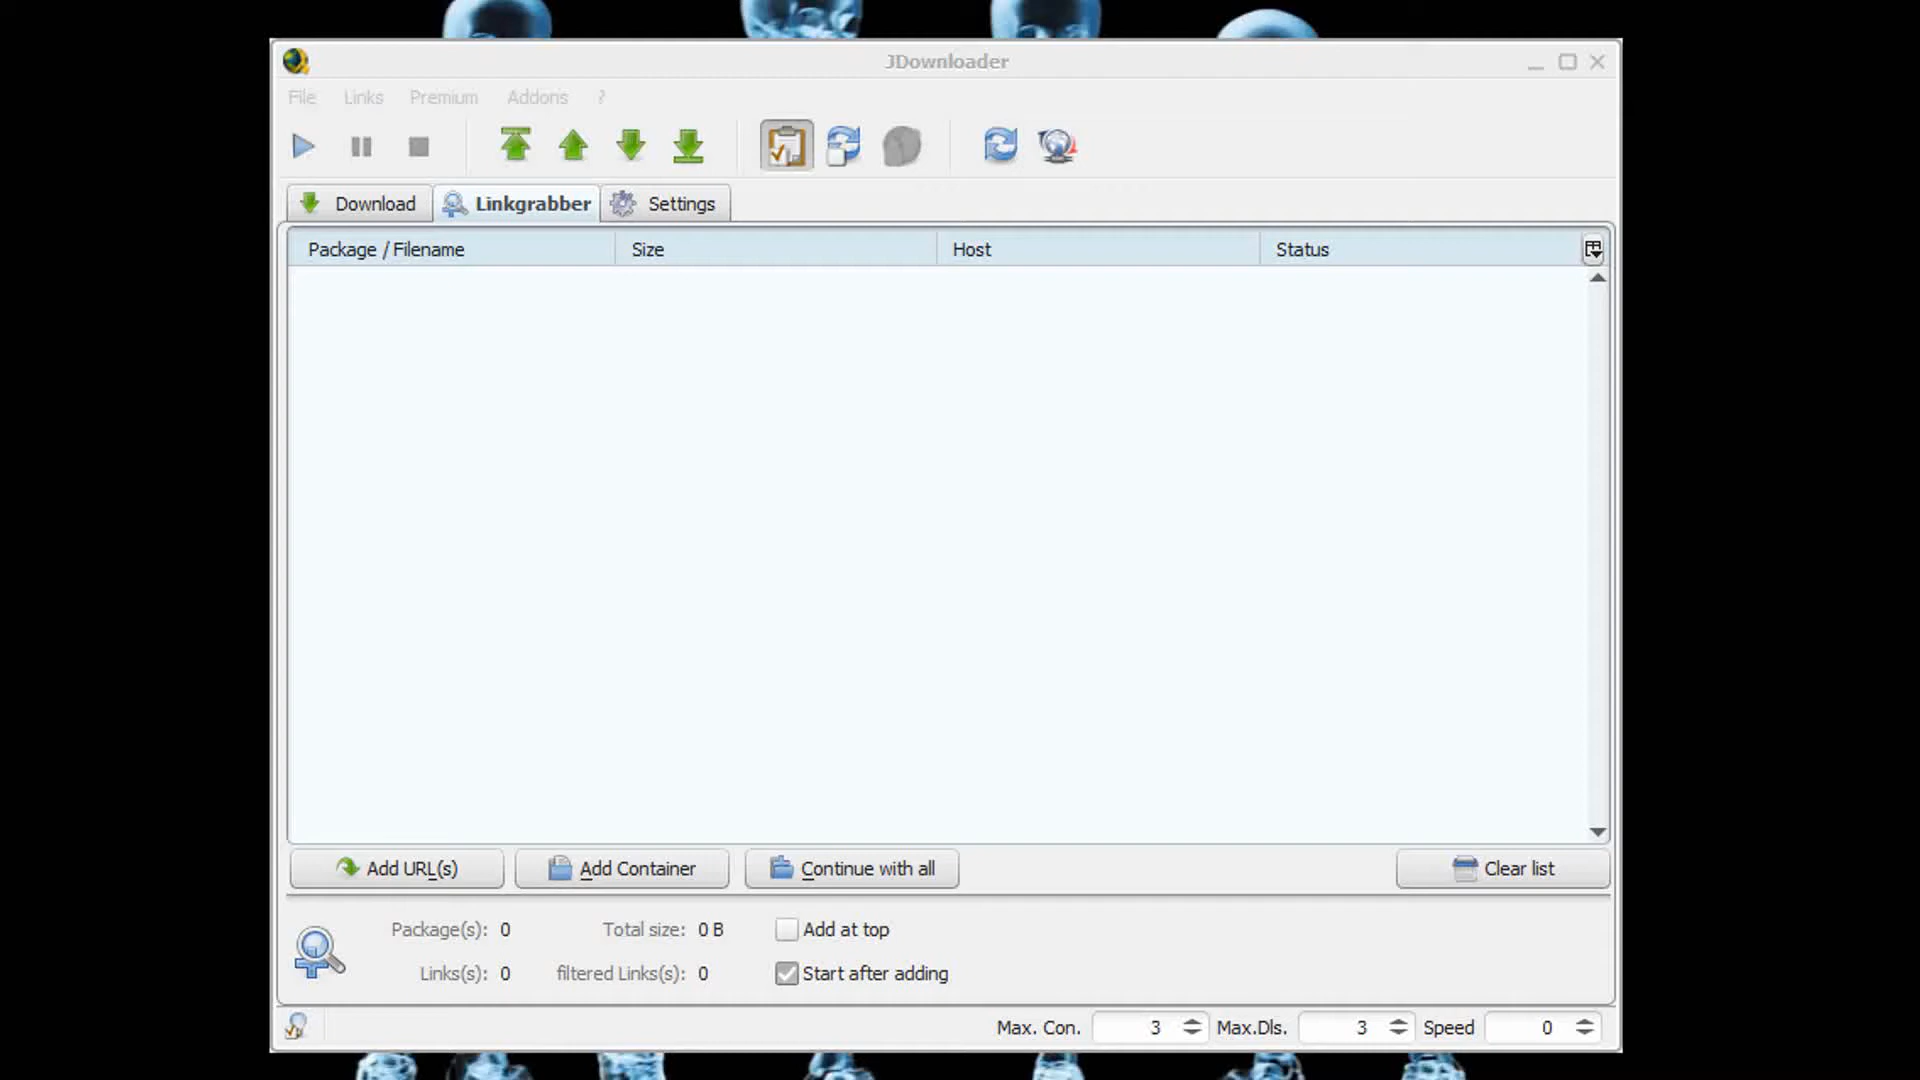 JDownloader
File Links Premium Addons ?
Download Linkgrabber Settings
Package / Filename Size Host Status
Add URL(s) Add Container Continue with all Clear list
Package(s): 0 Total size: 0 B Add at top
Links(s): 0 filtered Links(s): 0 Start after adding
Max. Con. 3 Max.Dls. 3 Speed 0